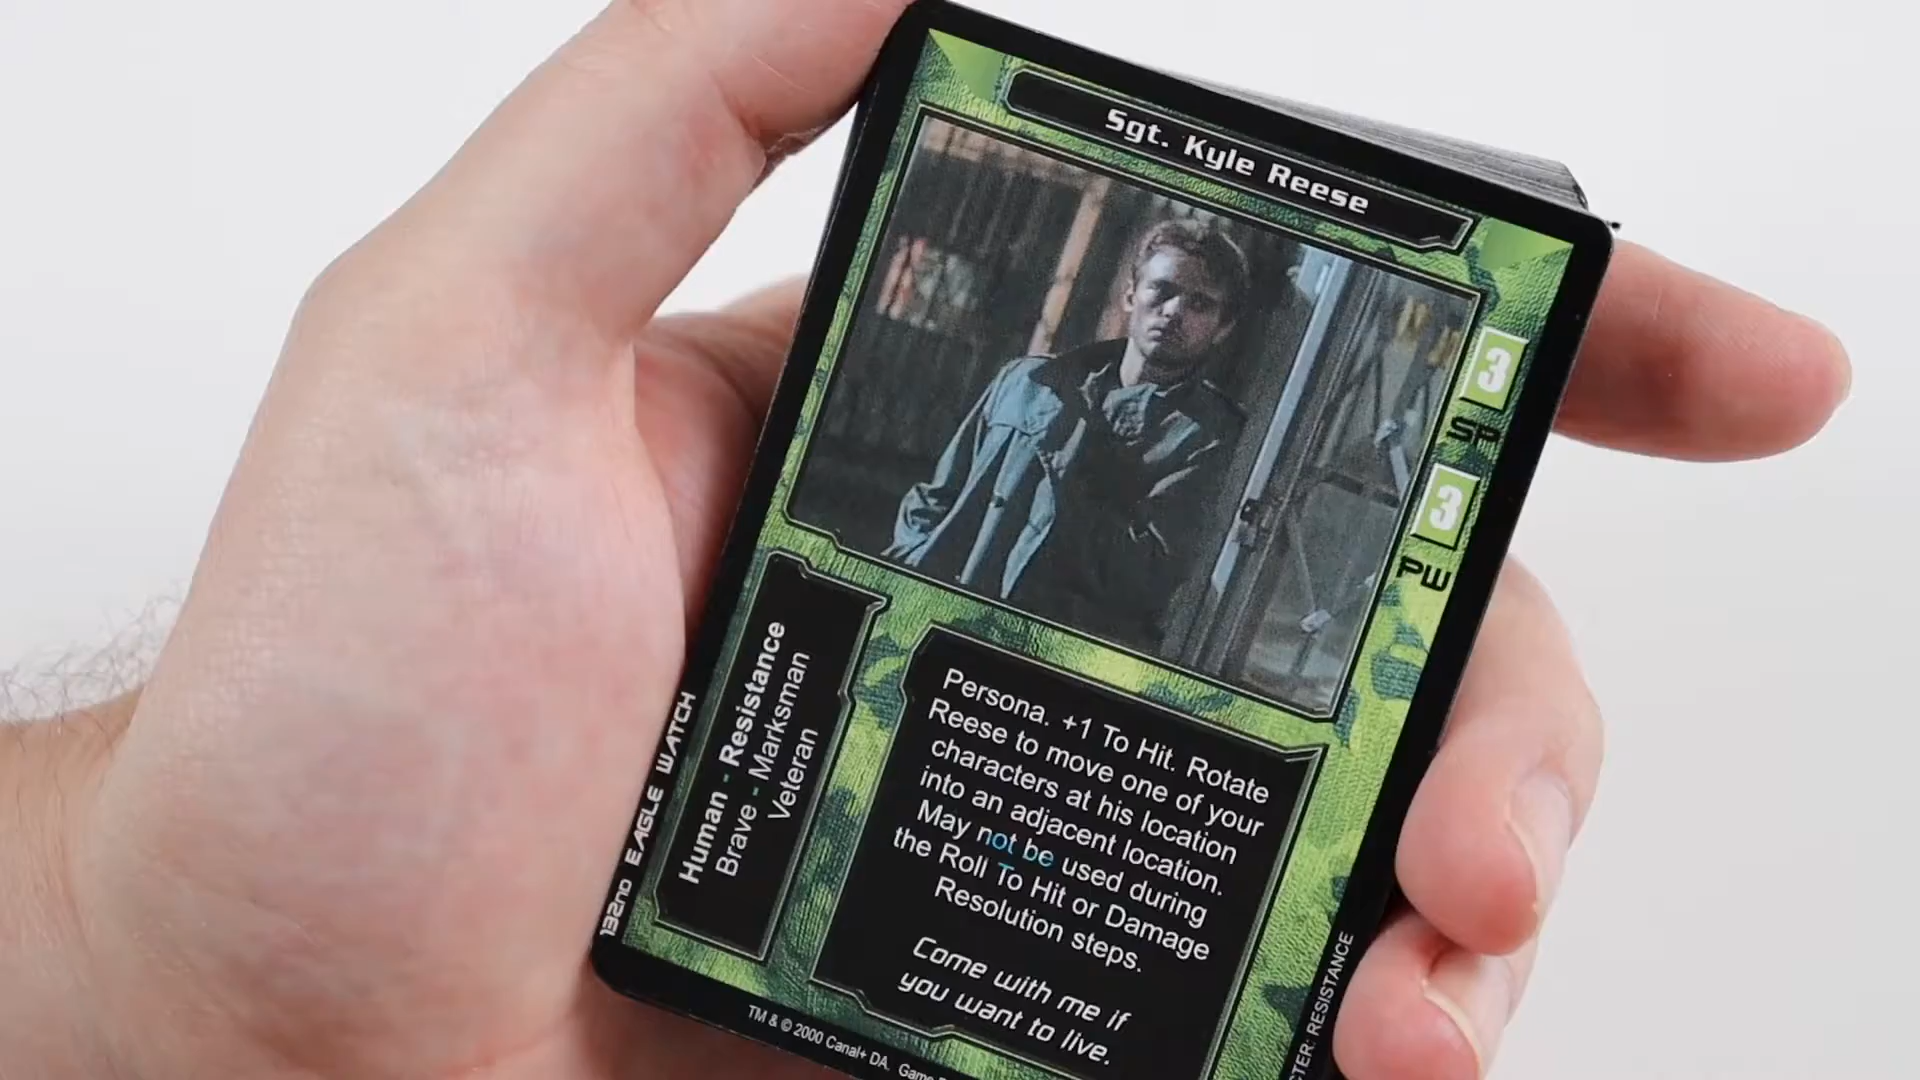 Sgt. Kyle Reese
3
SP
3
PW
Human - Resistance
Brave - Marksman
Veteran
132ND EAGLE WATCH
Persona. +1 To Hit. Rotate
Reese to move one of your
characters at his location
into an adjacent location.
May not be used during
the Roll To Hit or Damage
Resolution steps.
Come with me if
you want to live.
TM & © 2000 Canal+ DA. Game
RESISTANCE